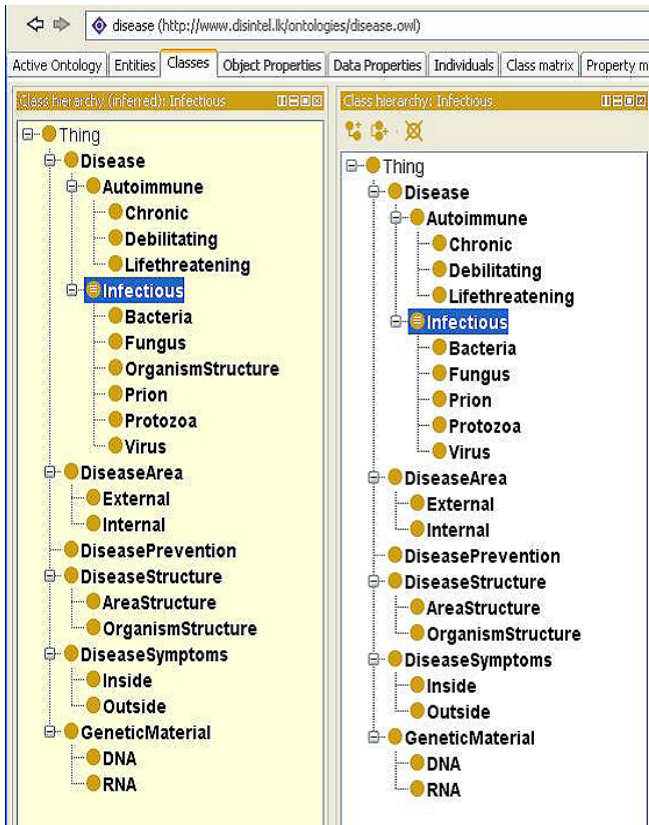 disease (http://www.disintel.lk/ontologies/disease.owl)
Active Ontology Entities Classes Object Properties Data Properties Individuals Class matrix Property m
Class hierarchy (inferred): Infectious
Thing
Disease
Autoimmune
Chronic
Debilitating
Lifethreatening
Infectious
Bacteria
Fungus
OrganismStructure
Prion
Protozoa
Virus
DiseaseArea
External
Internal
DiseasePrevention
DiseaseStructure
AreaStructure
OrganismStructure
DiseaseSymptoms
Inside
Outside
GeneticMaterial
DNA
RNA
Class hierarchy: Infectious
Thing
Disease
Autoimmune
Chronic
Debilitating
Lifethreatening
Infectious
Bacteria
Fungus
Prion
Protozoa
Virus
DiseaseArea
External
Internal
DiseasePrevention
DiseaseStructure
AreaStructure
OrganismStructure
DiseaseSymptoms
Inside
Outside
GeneticMaterial
DNA
RNA